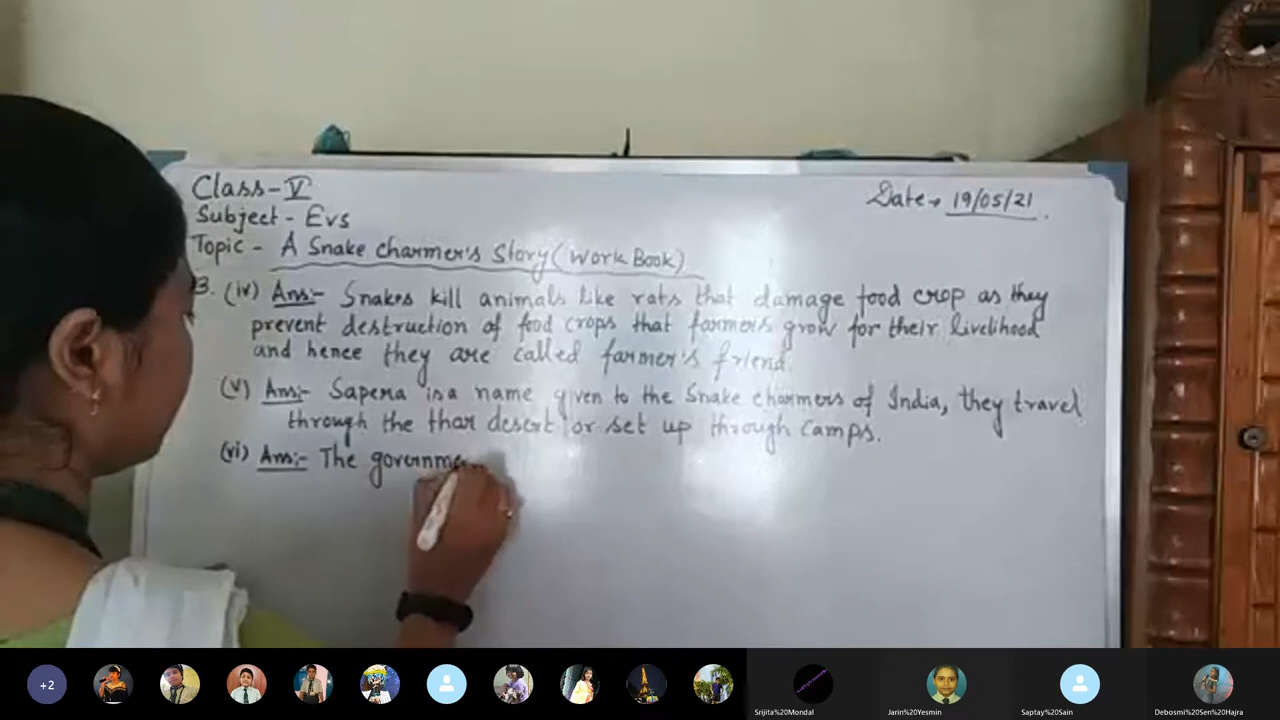 Class-V
Date→ 19/05/21.
Subject - Evs
Topic - A Snake charmer's Story (Work Book)
3. (iv) Ans:- Snakes kill animals like rats that damage food crop as they
prevent destruction of food crops that farmers grow for their livelihood
and hence they are called farmer's friend.
(v) Ans:- Sapera is a name given to the Snake charmers of India, they travel
through the thar desert or set up through camps.
(vi) Ans:- The governme
+2
Srijita%20Mondal
Jarin%20Yesmin
Saptay%20Sain
Debosmi%20Sen%20Hajra